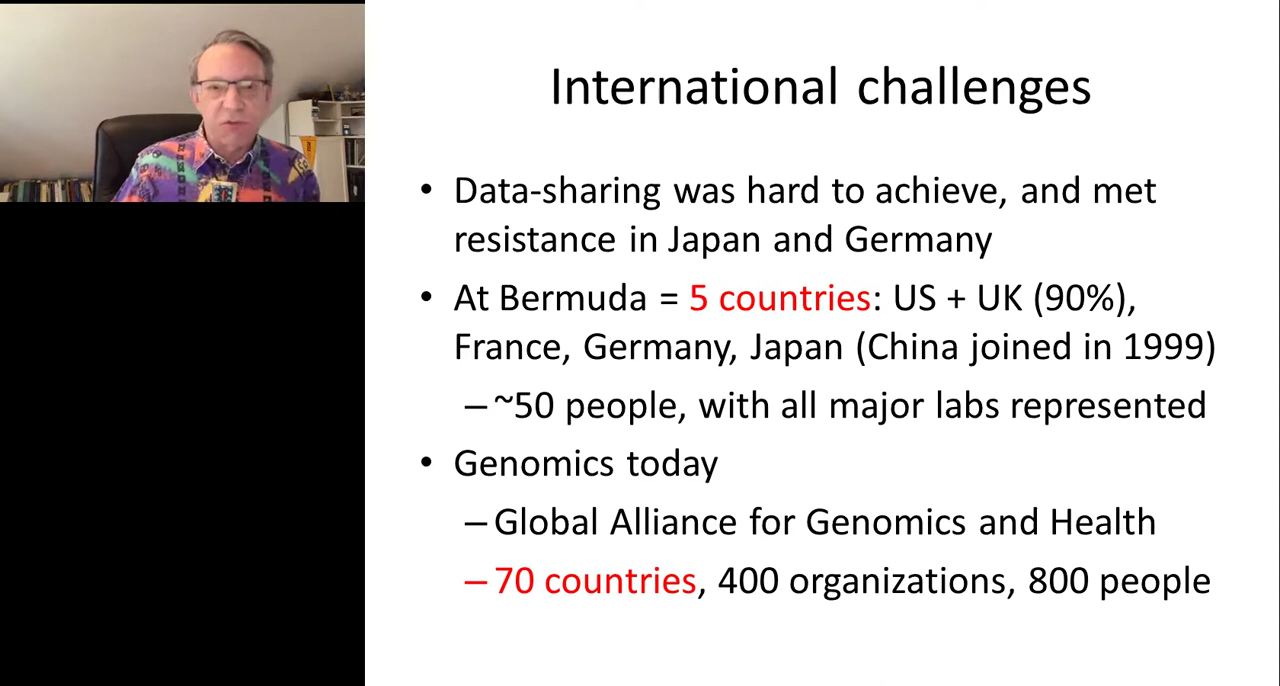 International challenges
• Data-sharing was hard to achieve, and met
resistance in Japan and Germany
• At Bermuda = 5 countries: US + UK (90%),
France, Germany, Japan (China joined in 1999)
–~50 people, with all major labs represented
• Genomics today
–Global Alliance for Genomics and Health
–70 countries, 400 organizations, 800 people